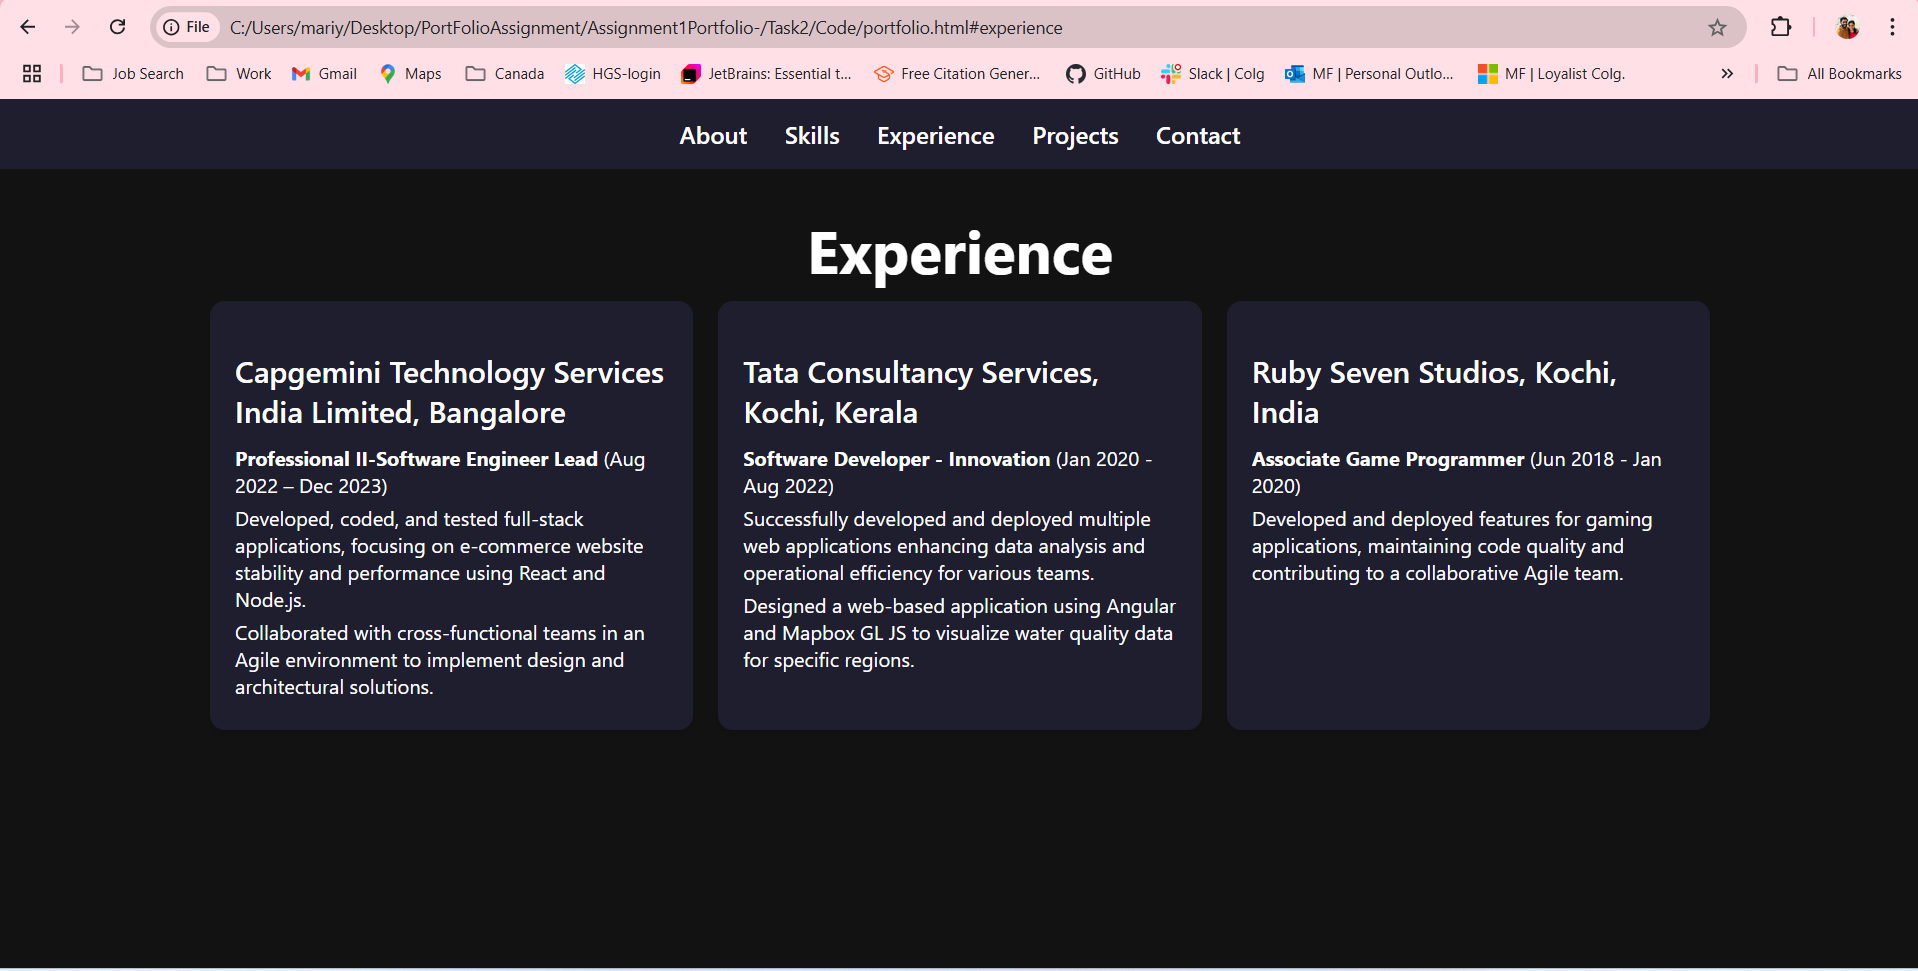 File
C:/Users/mariy/Desktop/PortFolioAssignment/Assignment1Portfolio-/Task2/Code/portfolio.html#experience
Job Search
Work
Gmail
Maps
Canada
HGS-login
JetBrains: Essential t...
Free Citation Gener...
GitHub
Slack | Colg
MF | Personal Outlo...
MF | Loyalist Colg.
All Bookmarks
About
Skills
Experience
Projects
Contact
Experience
Capgemini Technology Services
India Limited, Bangalore
Professional II-Software Engineer Lead (Aug
2022 – Dec 2023)
Developed, coded, and tested full-stack
applications, focusing on e-commerce website
stability and performance using React and
Node.js.
Collaborated with cross-functional teams in an
Agile environment to implement design and
architectural solutions.
Tata Consultancy Services,
Kochi, Kerala
Software Developer - Innovation (Jan 2020 -
Aug 2022)
Successfully developed and deployed multiple
web applications enhancing data analysis and
operational efficiency for various teams.
Designed a web-based application using Angular
and Mapbox GL JS to visualize water quality data
for specific regions.
Ruby Seven Studios, Kochi,
India
Associate Game Programmer (Jun 2018 - Jan
2020)
Developed and deployed features for gaming
applications, maintaining code quality and
contributing to a collaborative Agile team.